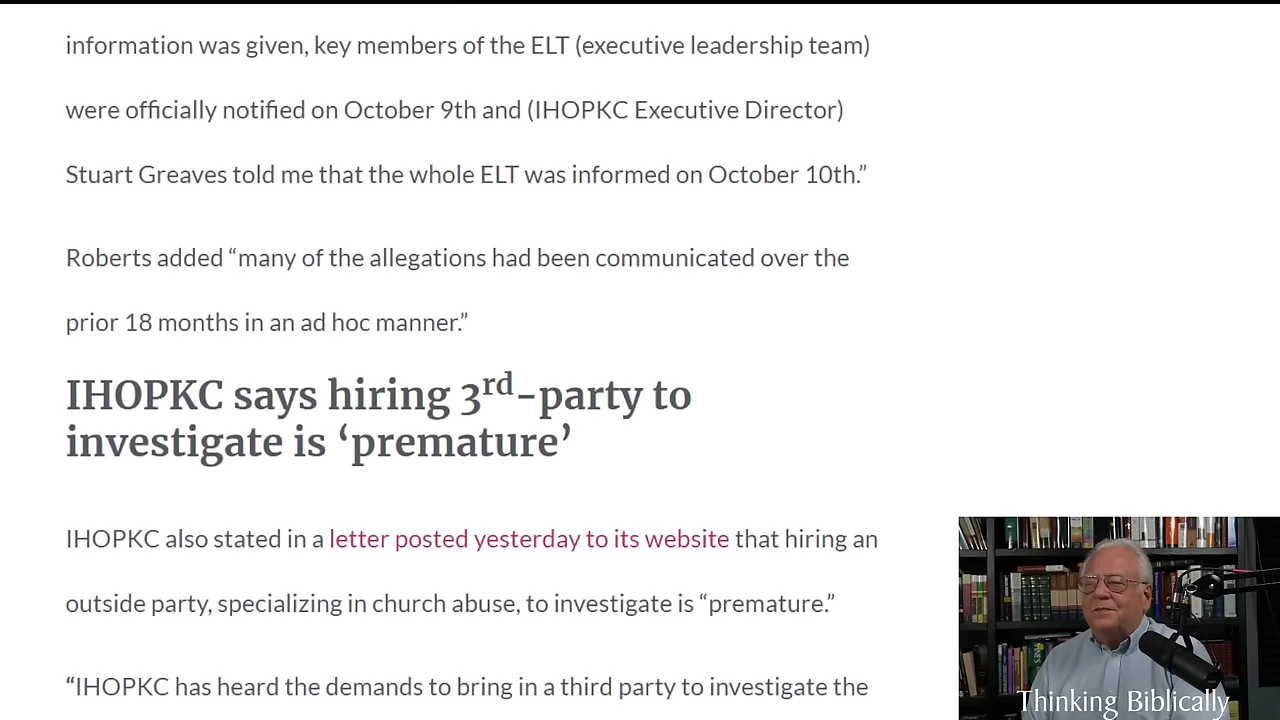 information was given, key members of the ELT (executive leadership team)
were officially notified on October 9th and (IHOPKC Executive Director)
Stuart Greaves told me that the whole ELT was informed on October 10th.”
Roberts added “many of the allegations had been communicated over the
prior 18 months in an ad hoc manner.”
IHOPKC says hiring 3rd-party to
investigate is ‘premature’
IHOPKC also stated in a letter posted yesterday to its website that hiring an
outside party, specializing in church abuse, to investigate is “premature.”
“IHOPKC has heard the demands to bring in a third party to investigate the
Thinking Biblically